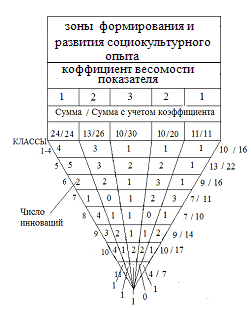 зоны формирования и
развития социокультурного
опыта
коэффициент весомости
показателя
1 2 3 2 1
Сумма / Сумма с учетом коэффициента
24/24 13/26 10/30 10/20 11/11
КЛАССЫ
1-4 4 3 1 1 1 10 / 16
5 5 3 1 2 2 13 / 22
6 2 2 1 3 1 9 / 16
7 1 0 1 3 7 / 11
8 4 1 1 0 1 7 / 10
Число
инноваций
9 3 2 1 1 2 9 / 14
10 4 1 2 2 1 10 / 17
11 4 / 7
1 1
1 0
1